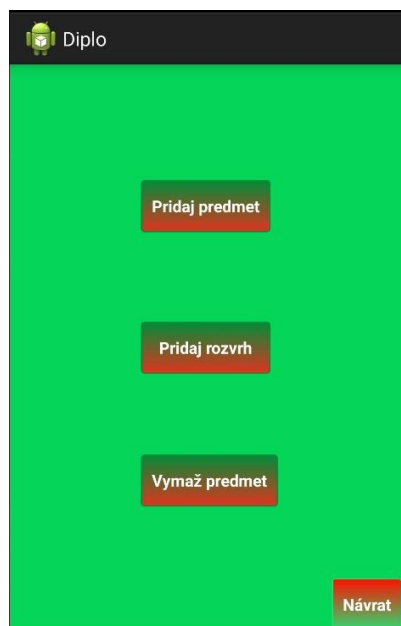 Diplo
Pridaj predmet
Pridaj rozvrh
Vymaž predmet
Návrat